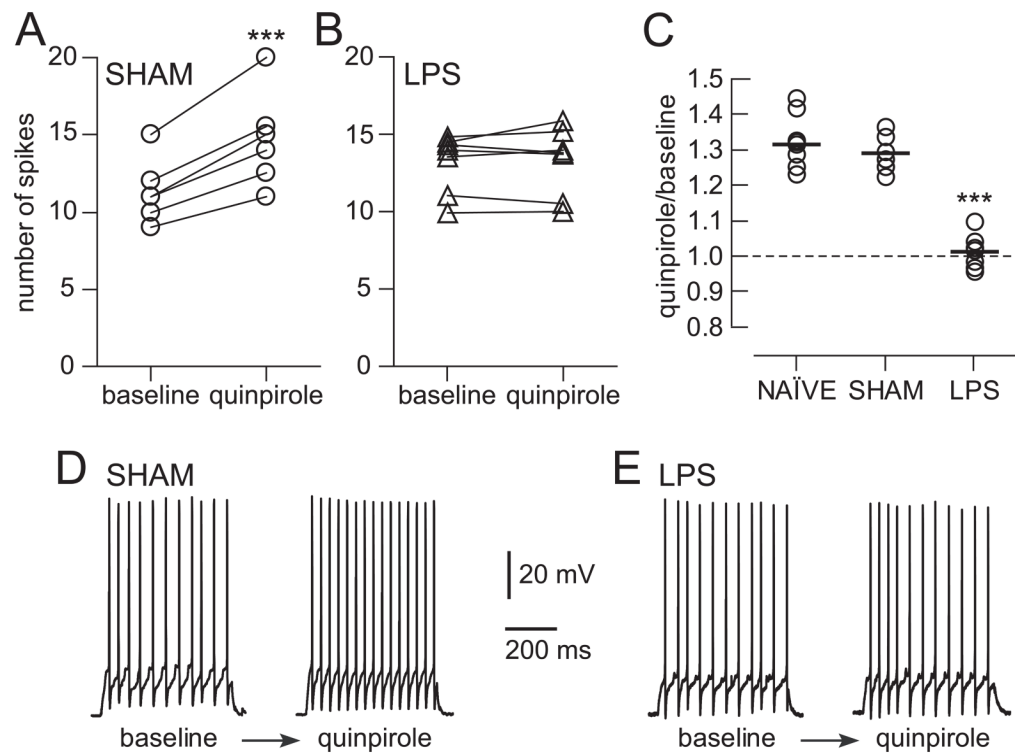 A
SHAM
***
number of spikes
20
15
10
5
0
baseline quinpirole
B
LPS
20
15
10
5
0
baseline quinpirole
C
quinpirole/baseline
1.5
1.4
1.3
1.2
1.1
1.0
0.9
0.8
***
NAÏVE SHAM LPS
D SHAM
baseline quinpirole
20 mV
200 ms
E LPS
baseline quinpirole